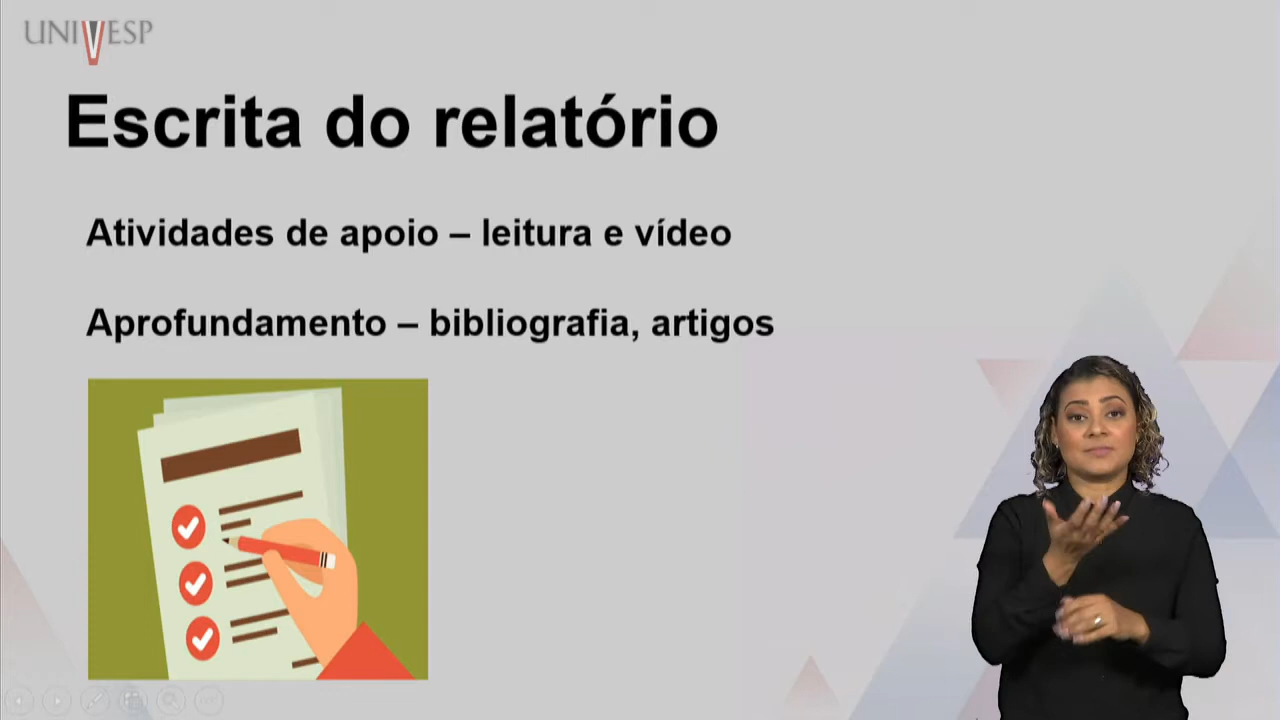 UNIVESP
Escrita do relatório
Atividades de apoio – leitura e vídeo
Aprofundamento – bibliografia, artigos